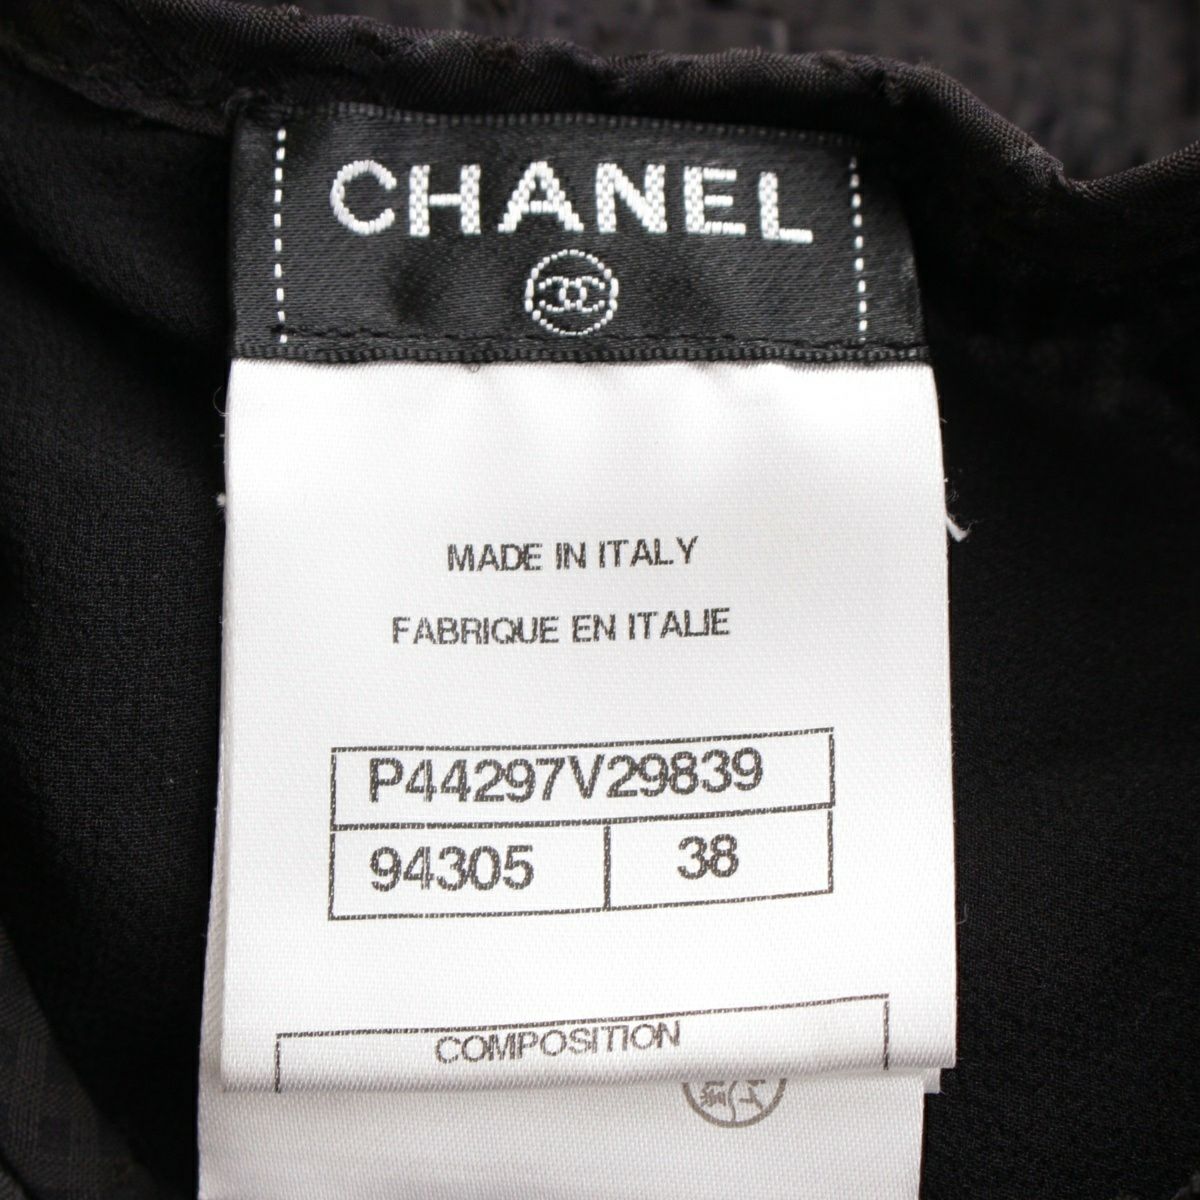 CHANEL
MADE IN ITALY
FABRIQUE EN ITALIE
P44297V29839
94305 38
COMPOSITION